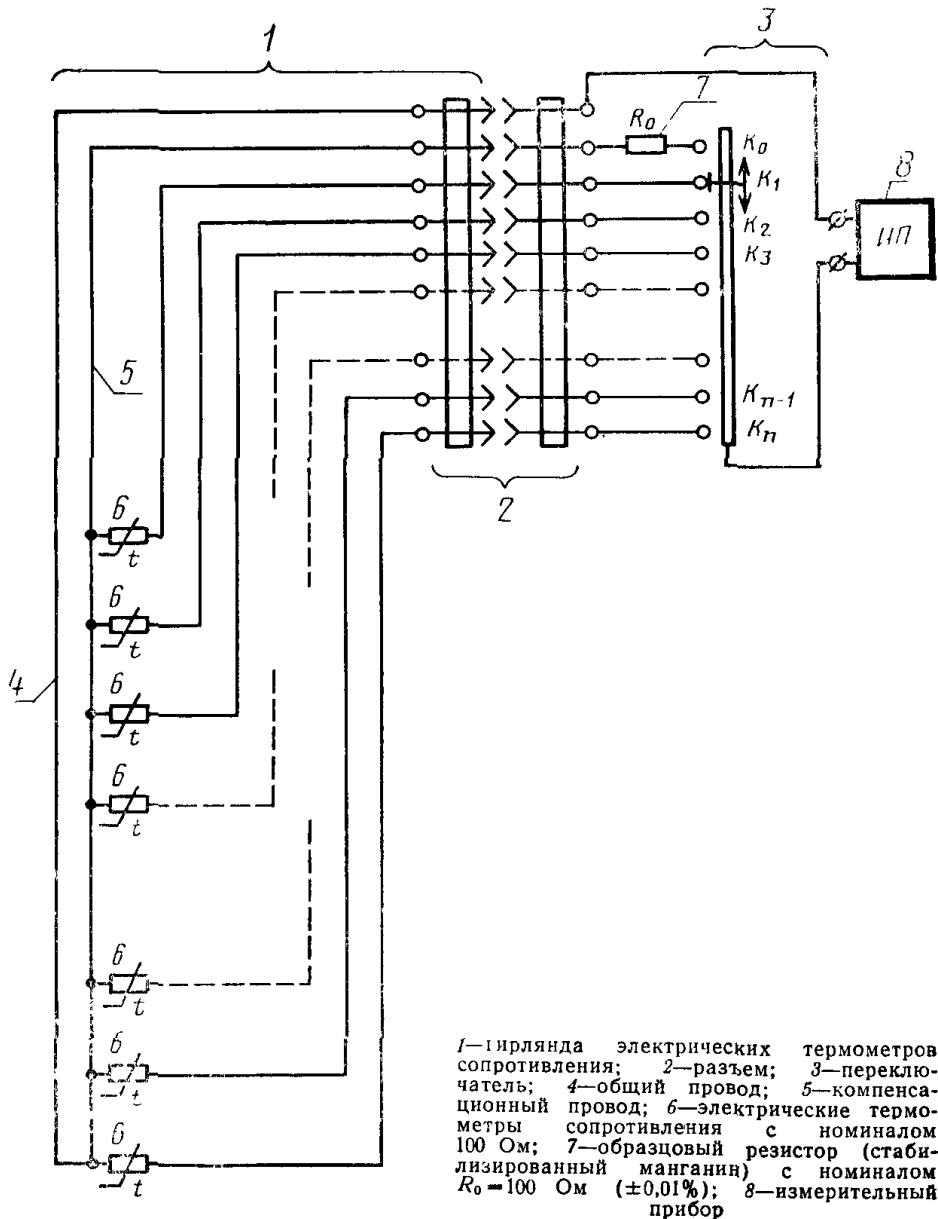 1
3
7
R₀
K₀
8
K₁
K₂
ИП
K₃
5
Kₙ₋₁
Kₙ
2
6
t
6
t
4
6
t
6
t
6
t
6
t
6
t
1—гирлянда электрических термометров
сопротивления; 2—разъем; 3—переклю-
чатель; 4—общий провод; 5—компенса-
ционный провод; 6—электрические термо-
метры сопротивления с номиналом
100 Ом; 7—образцовый резистор (стаби-
лизированный манганин) с номиналом
R₀=100 Ом (±0,01%); 8—измерительный
прибор